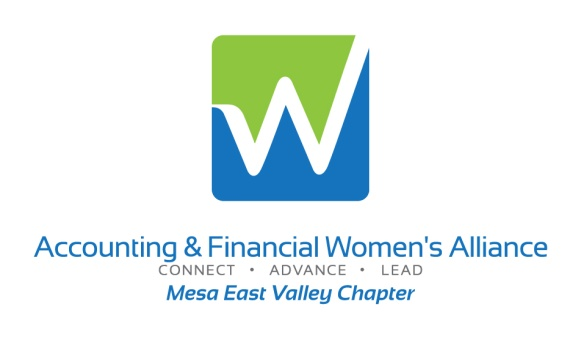 W
Accounting & Financial Women's Alliance
CONNECT • ADVANCE • LEAD
Mesa East Valley Chapter